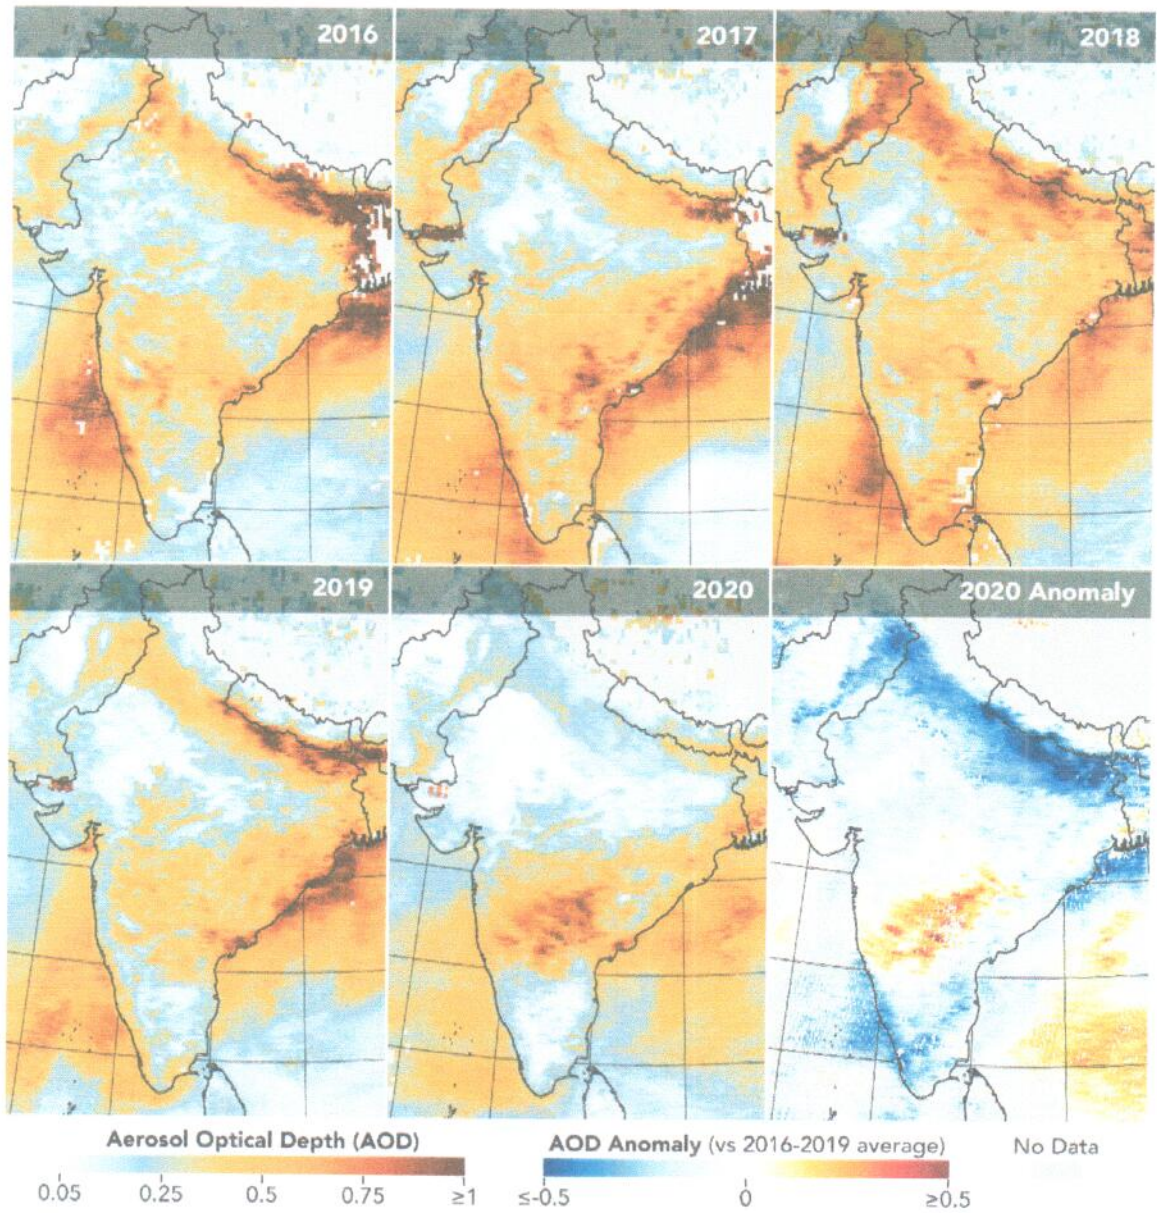 2016
2017
2018
2019
2020
2020 Anomaly
Aerosol Optical Depth (AOD)
0.05 0.25 0.5 0.75 ≥1
AOD Anomaly (vs 2016-2019 average)
≤-0.5 0 ≥0.5
No Data